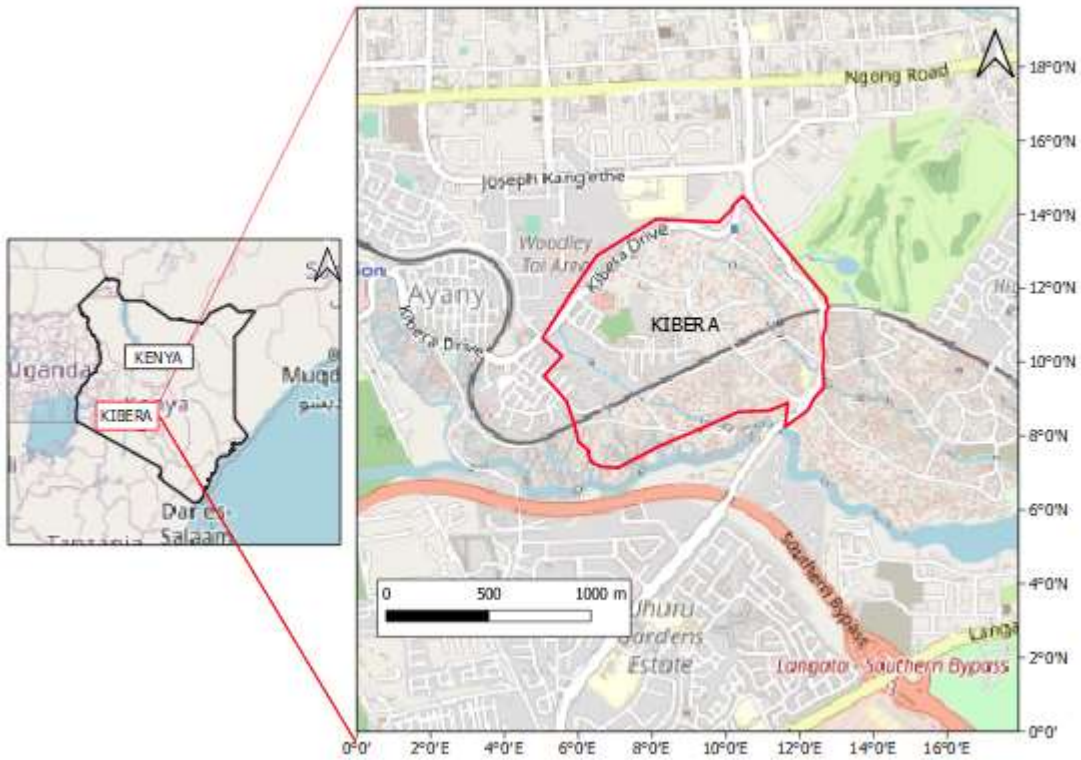 18°0'N
Ngong Road
16°0'N
Joseph Kang'ethe
14°0'N
Woodley
Kibera Drive
12°0'N
Ayany
KIBERA
Kibera Drive
10°0'N
8°0'N
6°0'N
Southern Bypass
4°0'N
0 500 1000 m
Uhuru
Gardens
Estate
Langa
2°0'N
Langata - Southern Bypass
0°0'
0°0' 2°0'E 4°0'E 6°0'E 8°0'E 10°0'E 12°0'E 14°0'E 16°0'E
KENYA
Uganda
Muqd
KIBERA
Dar es
Salaam
Tanzania